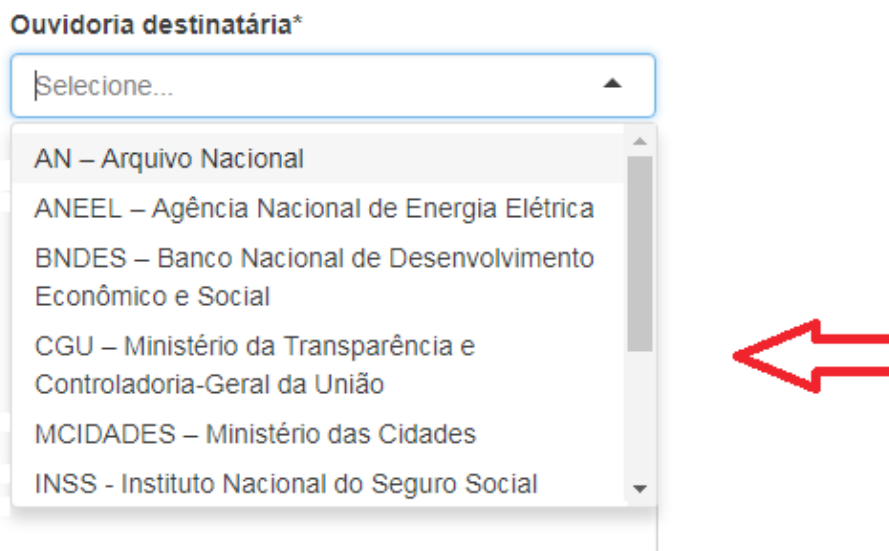 Ouvidoria destinatária*
Selecione...
AN – Arquivo Nacional
ANEEL – Agência Nacional de Energia Elétrica
BNDES – Banco Nacional de Desenvolvimento
Econômico e Social
CGU – Ministério da Transparência e
Controladoria-Geral da União
MCIDADES – Ministério das Cidades
INSS - Instituto Nacional do Seguro Social